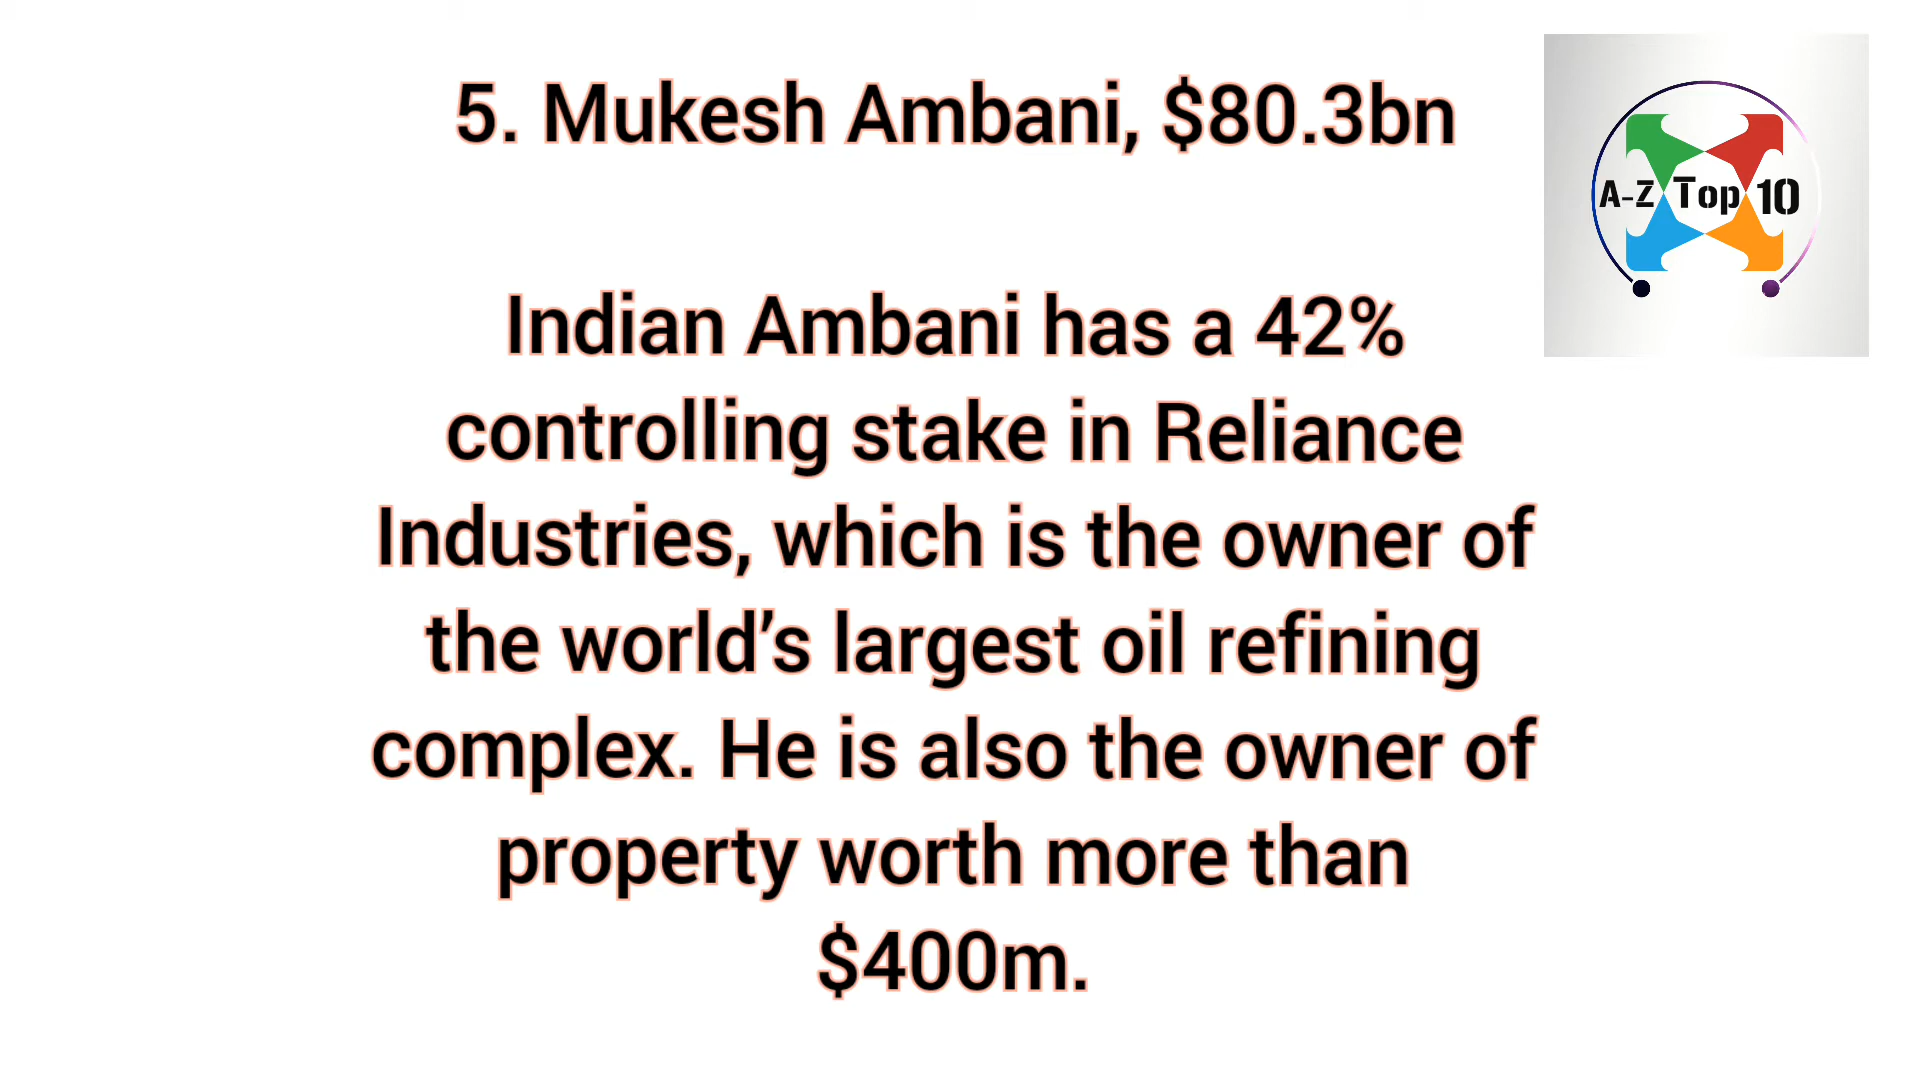 5. Mukesh Ambani, $80.3bn
A-Z Top 10
Indian Ambani has a 42%
controlling stake in Reliance
Industries, which is the owner of
the world’s largest oil refining
complex. He is also the owner of
property worth more than
$400m.